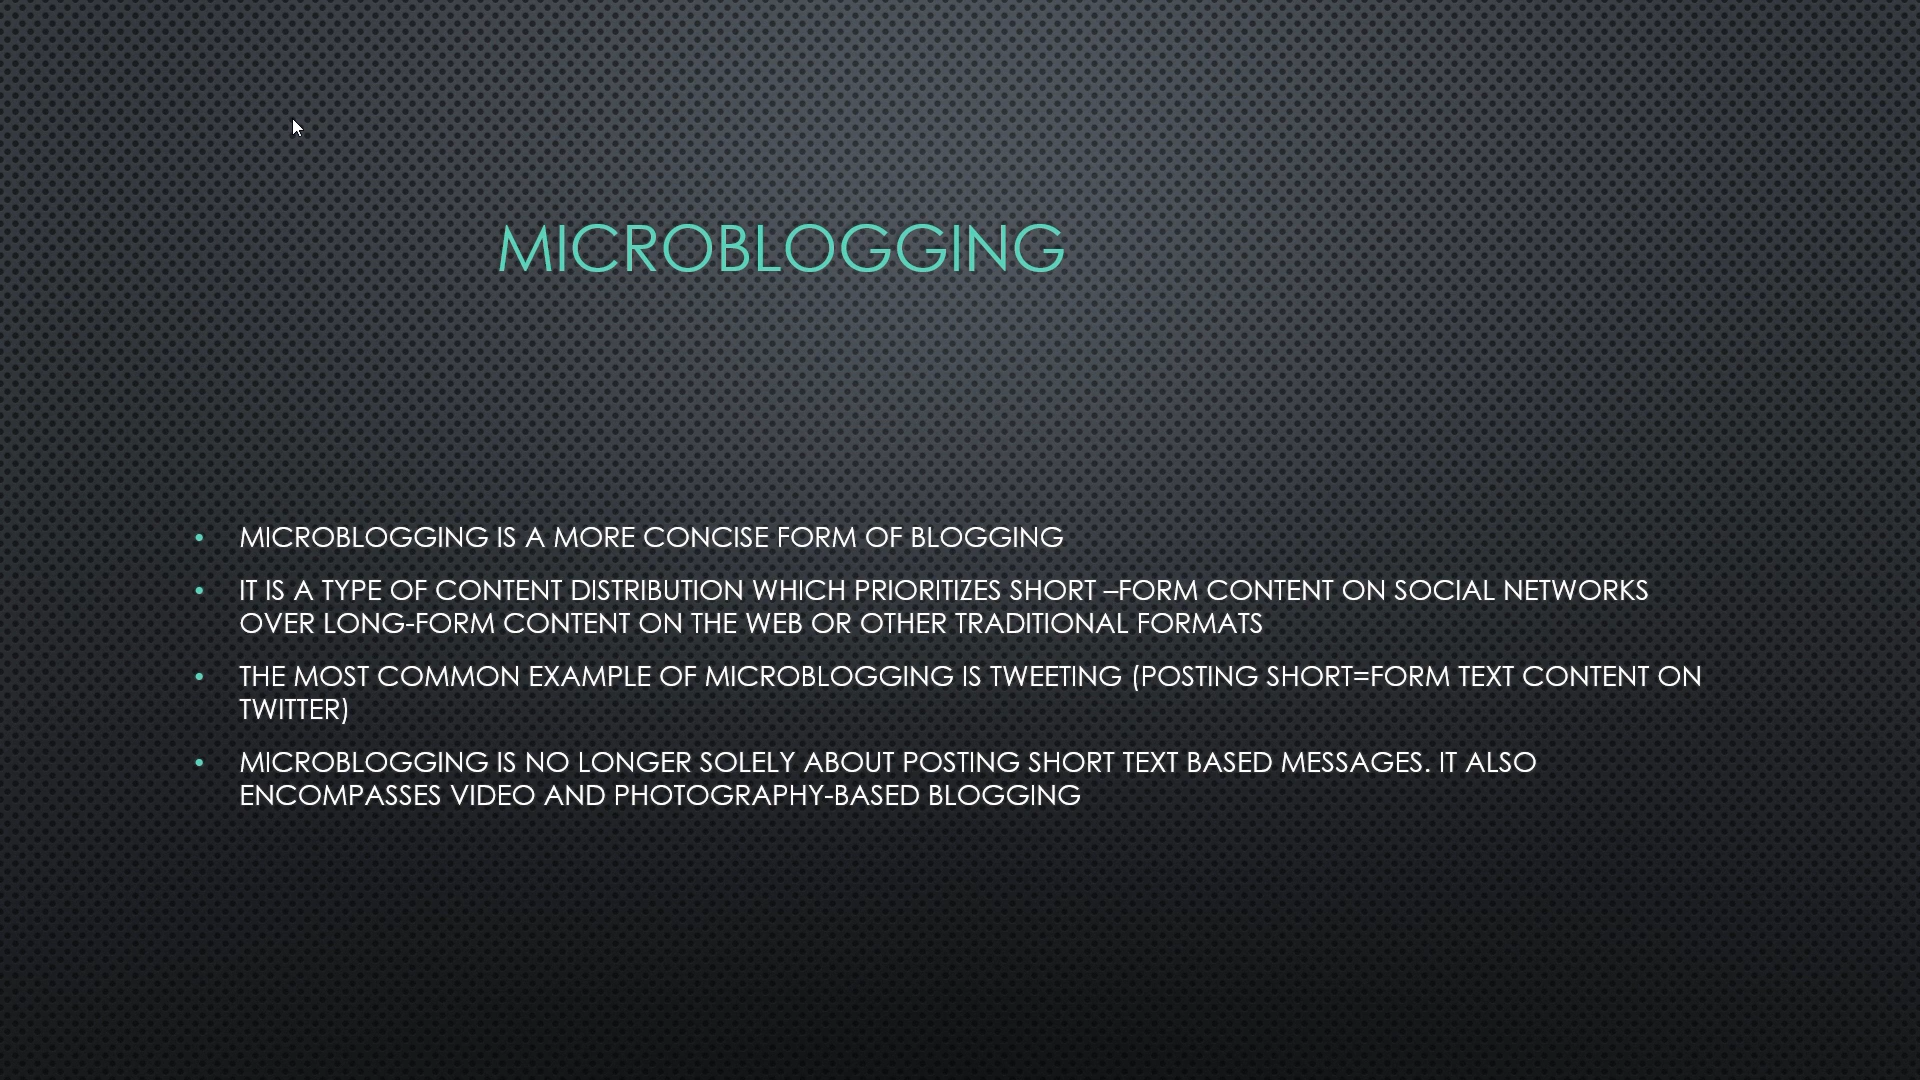 MICROBLOGGING
• MICROBLOGGING IS A MORE CONCISE FORM OF BLOGGING
• IT IS A TYPE OF CONTENT DISTRIBUTION WHICH PRIORITIZES SHORT –FORM CONTENT ON SOCIAL NETWORKS
OVER LONG-FORM CONTENT ON THE WEB OR OTHER TRADITIONAL FORMATS
• THE MOST COMMON EXAMPLE OF MICROBLOGGING IS TWEETING (POSTING SHORT=FORM TEXT CONTENT ON
TWITTER)
• MICROBLOGGING IS NO LONGER SOLELY ABOUT POSTING SHORT TEXT BASED MESSAGES. IT ALSO
ENCOMPASSES VIDEO AND PHOTOGRAPHY-BASED BLOGGING